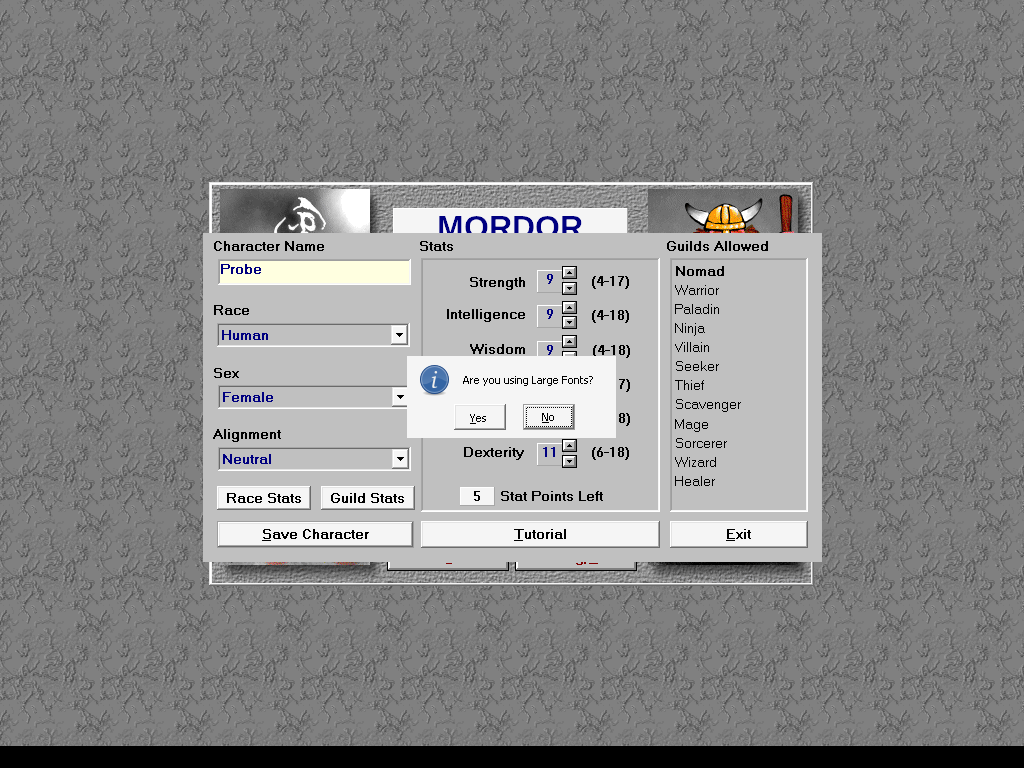 MORDOR
Character Name
Probe
Race
Human
Sex
Female
Alignment
Neutral
Race Stats
Guild Stats
Save Character
Stats
Strength 9 (4-17)
Intelligence 9 (4-18)
Wisdom 9 (4-18)
7)
8)
Dexterity 11 (6-18)
5 Stat Points Left
Tutorial
Guilds Allowed
Nomad
Warrior
Paladin
Ninja
Villain
Seeker
Thief
Scavenger
Mage
Sorcerer
Wizard
Healer
Exit
Are you using Large Fonts?
Yes
No